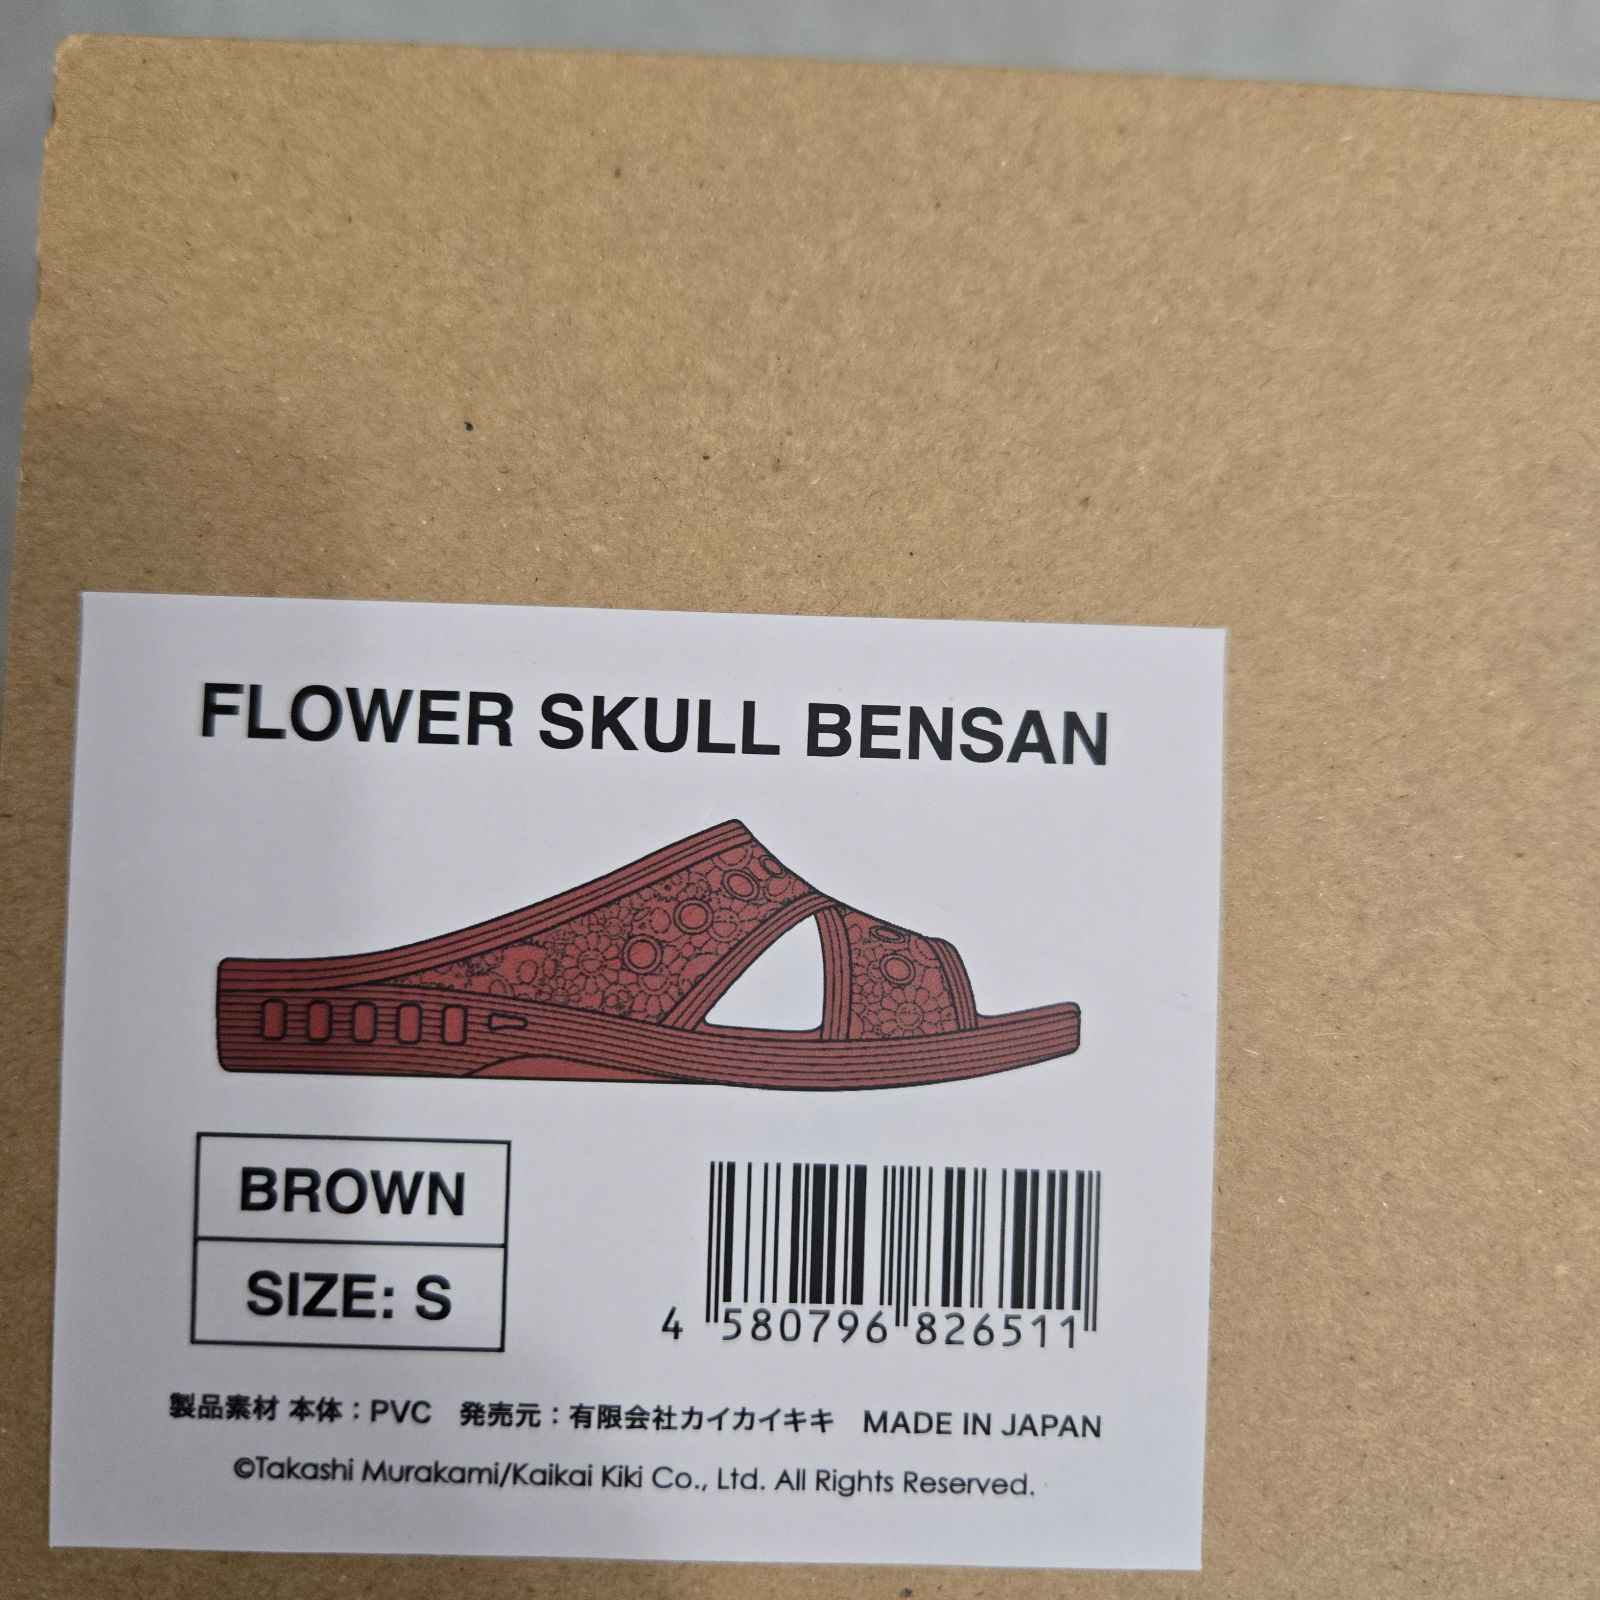 FLOWER SKULL BENSAN
BROWN
SIZE: S
4 580796 826511
製品素材 本体：PVC　発売元：有限会社カイカイキキ　MADE IN JAPAN
©Takashi Murakami/Kaikai Kiki Co., Ltd. All Rights Reserved.